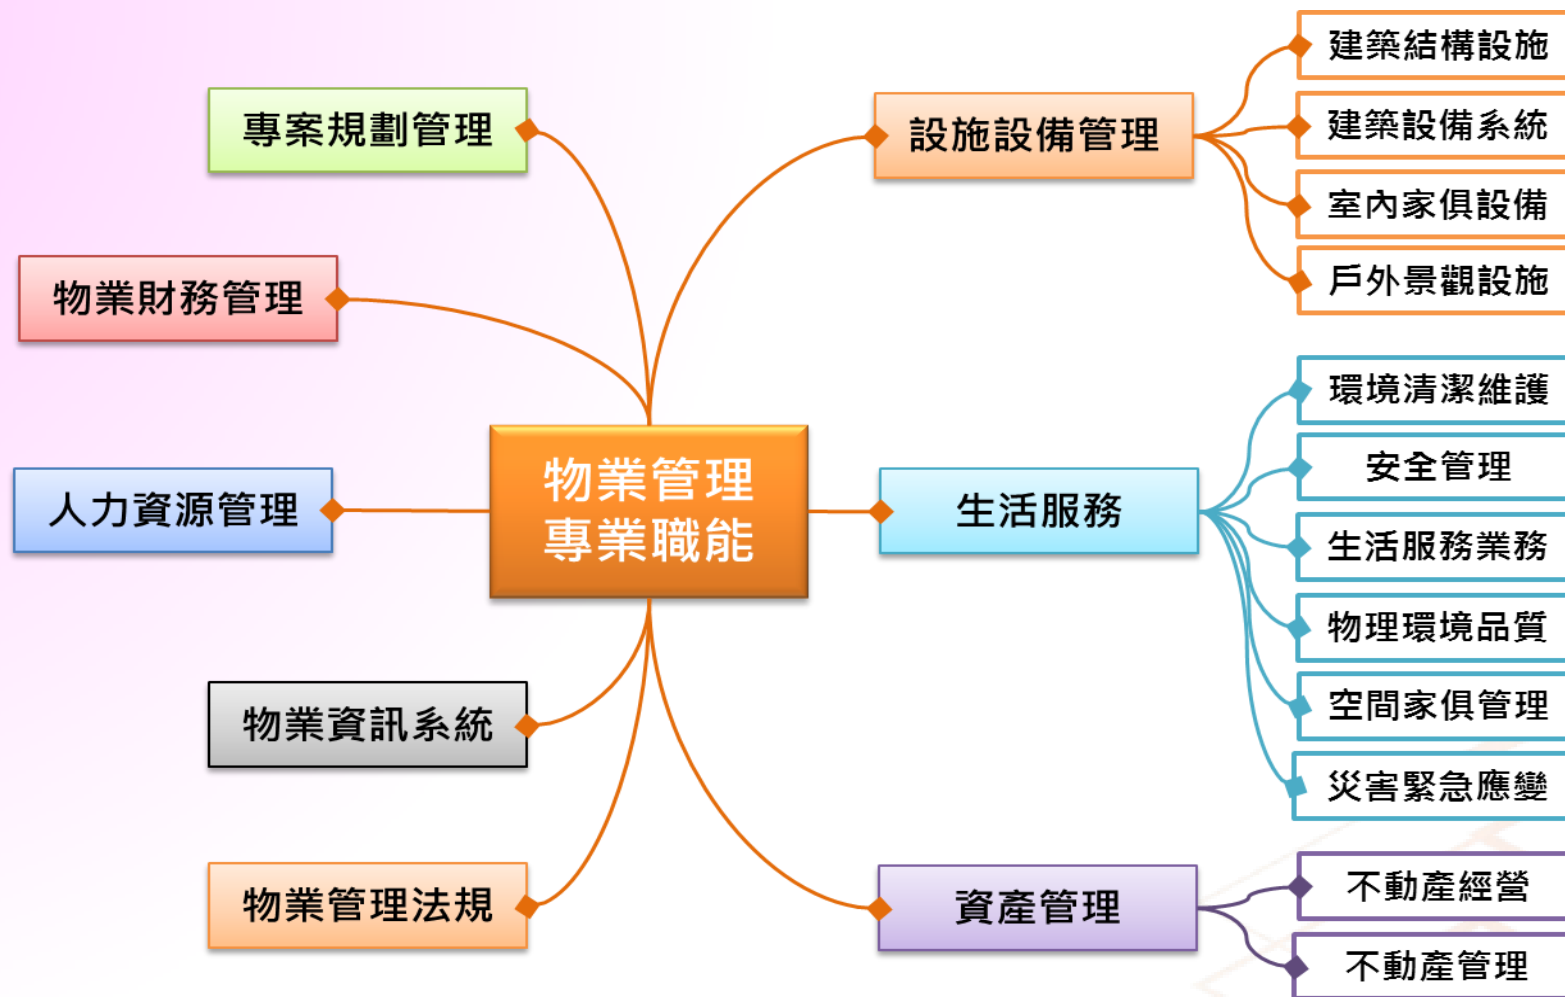 專案規劃管理
物業財務管理
人力資源管理
物業資訊系統
物業管理法規
物業管理
專業職能
設施設備管理
建築結構設施
建築設備系統
室內家俱設備
戶外景觀設施
生活服務
環境清潔維護
安全管理
生活服務業務
物理環境品質
空間家俱管理
災害緊急應變
資產管理
不動產經營
不動產管理